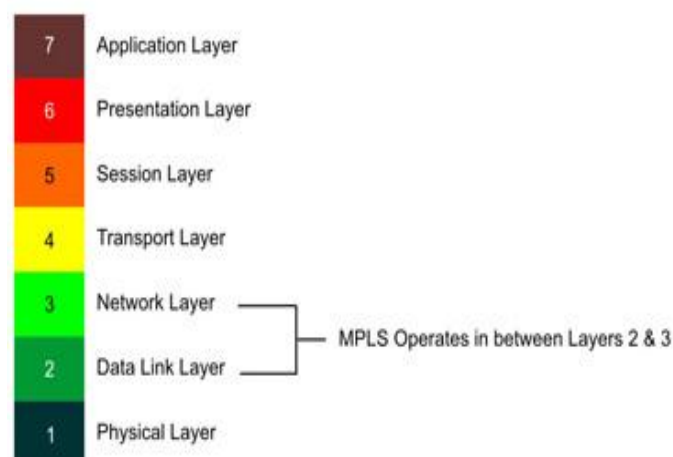 7 Application Layer
6 Presentation Layer
5 Session Layer
4 Transport Layer
3 Network Layer
MPLS Operates in between Layers 2 & 3
2 Data Link Layer
1 Physical Layer